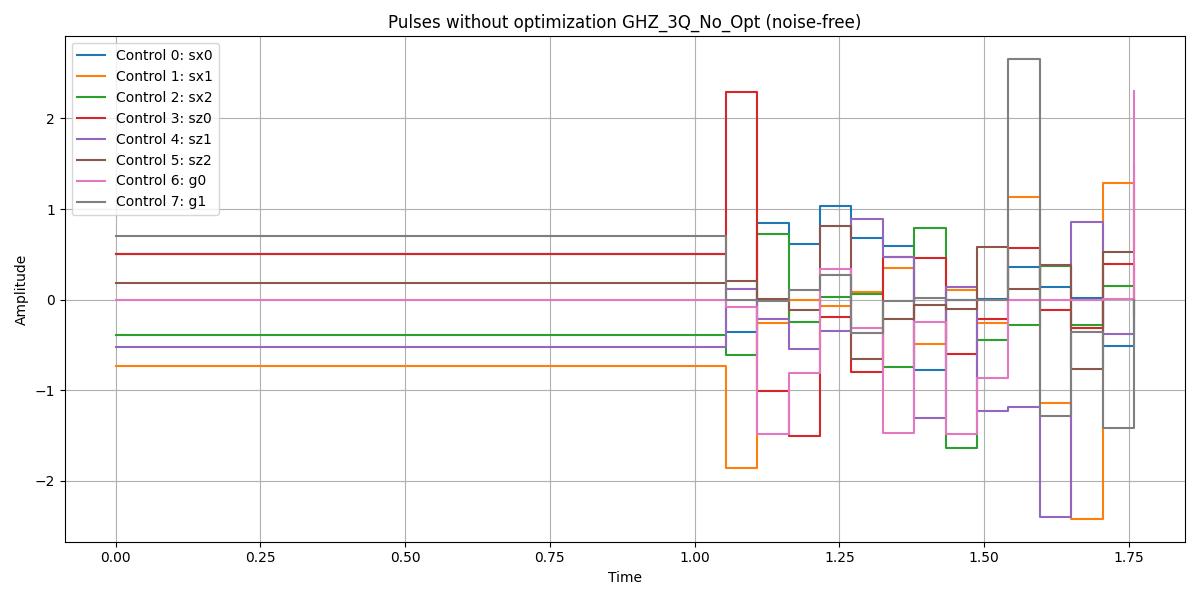 Pulses without optimization GHZ_3Q_No_Opt (noise-free)
Control 0: sx0
Control 1: sx1
Control 2: sx2
Control 3: sz0
Control 4: sz1
Control 5: sz2
Control 6: g0
Control 7: g1
Amplitude
2
1
0
−1
−2
0.00 0.25 0.50 0.75 1.00 1.25 1.50 1.75
Time